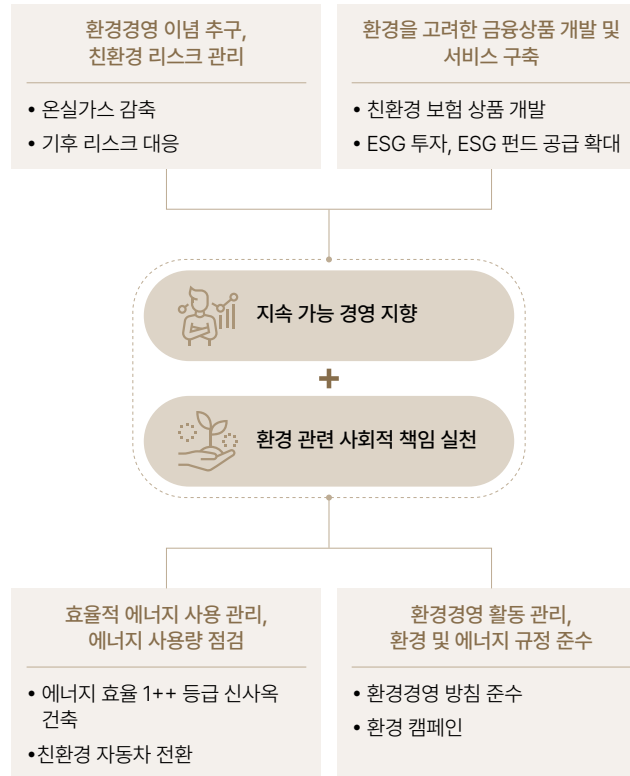 환경경영 이념 추구,
친환경 리스크 관리
• 온실가스 감축
• 기후 리스크 대응
환경을 고려한 금융상품 개발 및
서비스 구축
• 친환경 보험 상품 개발
• ESG 투자, ESG 펀드 공급 확대
지속 가능 경영 지향
+
환경 관련 사회적 책임 실천
효율적 에너지 사용 관리,
에너지 사용량 점검
• 에너지 효율 1++ 등급 신사옥
건축
•친환경 자동차 전환
환경경영 활동 관리,
환경 및 에너지 규정 준수
• 환경경영 방침 준수
• 환경 캠페인